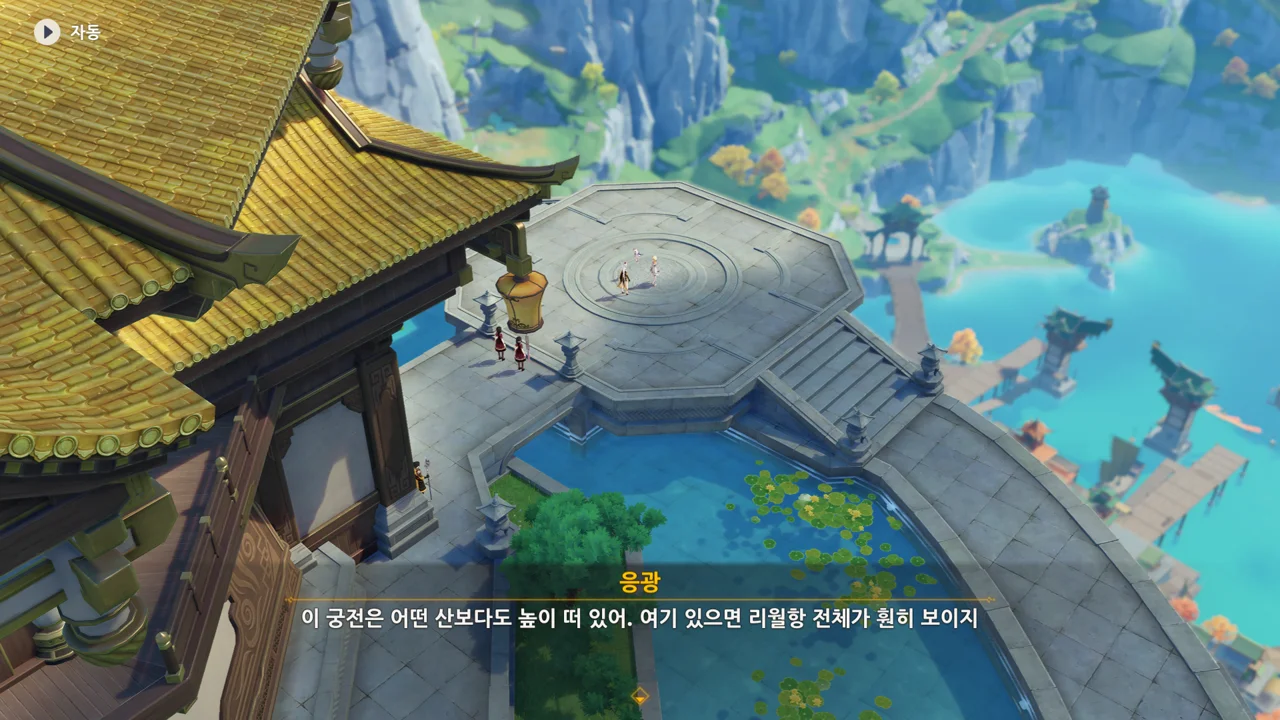 자동
응광
이 궁전은 어떤 산보다도 높이 떠 있어. 여기 있으면 리월항 전체가 훤히 보이지